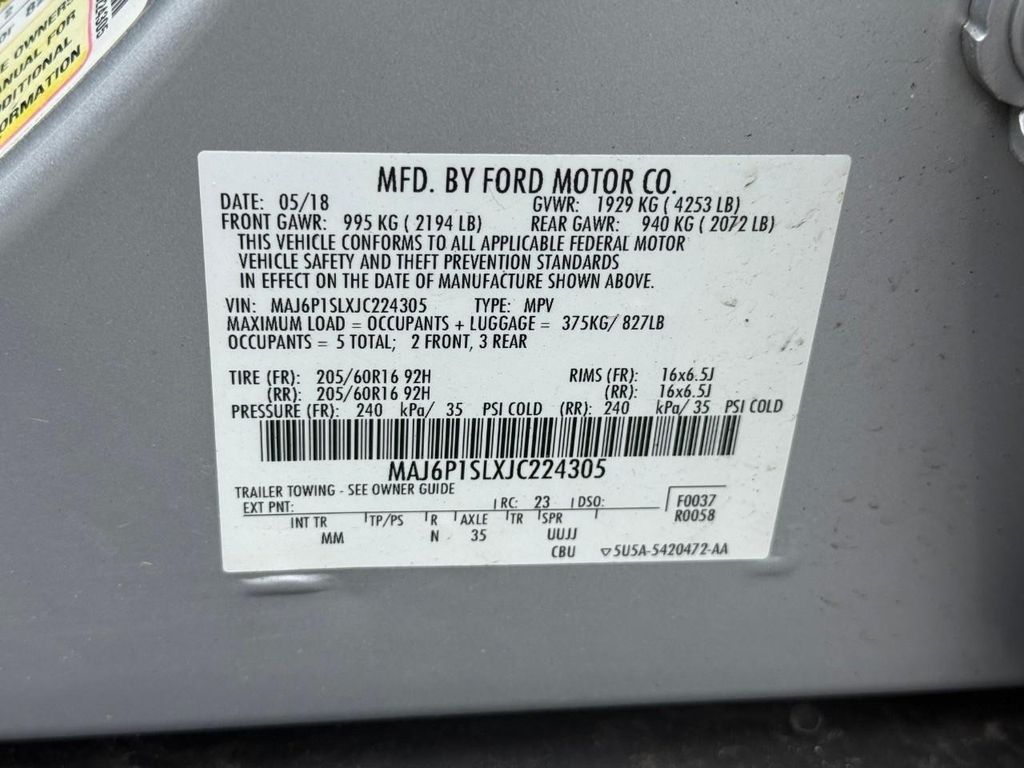 E OWNERS
ANUAL FOR
DDITIONAL
FORMATION
MFD. BY FORD MOTOR CO.
DATE: 05/18 GVWR: 1929 KG ( 4253 LB)
FRONT GAWR: 995 KG ( 2194 LB) REAR GAWR: 940 KG ( 2072 LB)
THIS VEHICLE CONFORMS TO ALL APPLICABLE FEDERAL MOTOR
VEHICLE SAFETY AND THEFT PREVENTION STANDARDS
IN EFFECT ON THE DATE OF MANUFACTURE SHOWN ABOVE.
VIN: MAJ6P1SLXJC224305 TYPE: MPV
MAXIMUM LOAD = OCCUPANTS + LUGGAGE = 375KG/ 827LB
OCCUPANTS = 5 TOTAL; 2 FRONT, 3 REAR
TIRE (FR): 205/60R16 92H RIMS (FR): 16x6.5J
(RR): 205/60R16 92H (RR): 16x6.5J
PRESSURE (FR): 240 kPa/ 35 PSI COLD (RR): 240 kPa/ 35 PSI COLD
MAJ6P1SLXJC224305
TRAILER TOWING - SEE OWNER GUIDE
EXT PNT: RC: 23 DSO: F0037
INT TR TP/PS R AXLE TR SPR R0058
MM N 35 UUJJ
CBU 5U5A-5420472-AA